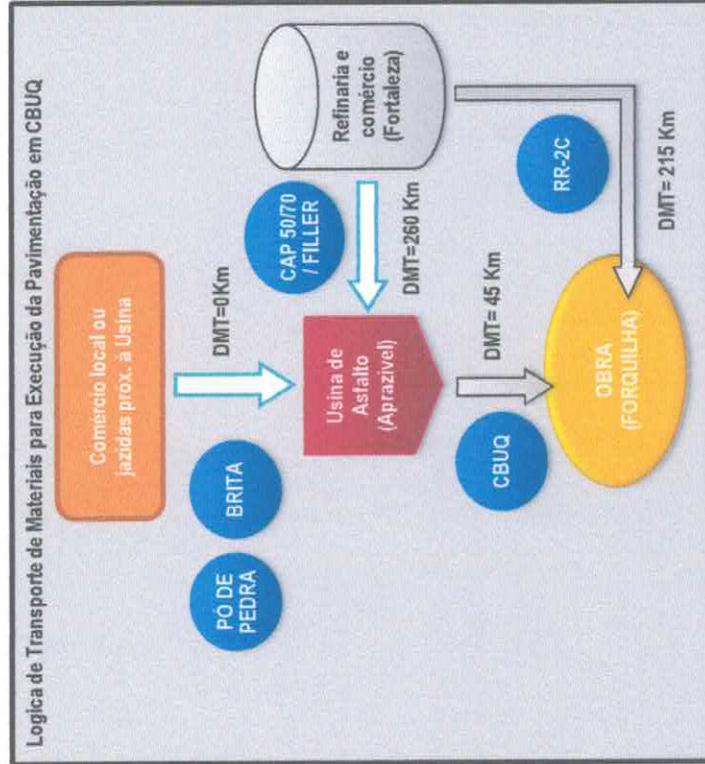 Logica de Transporte de Materiais para Execução da Pavimentação em CBUQ
Comércio local ou
jazidas prox. à Usina
PÓ DE
PEDRA
BRITA
DMT=0Km
Refinaria e
comércio
(Fortaleza)
CAP 50/70
/ FILLER
DMT=260 Km
Usina de
Asfalto
(Aprazivel)
RR-2C
DMT= 215 Km
CBUQ
DMT= 45 Km
OBRA
(FORQUILHA)